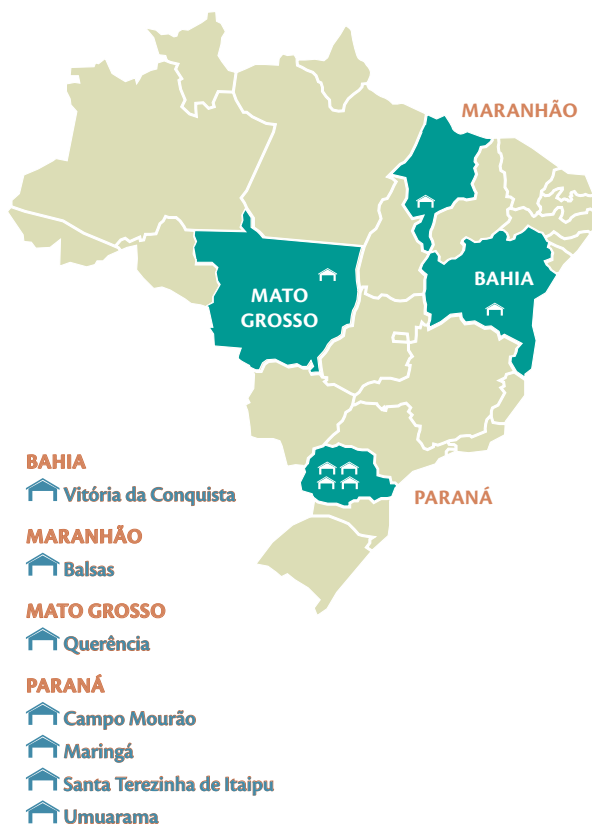 MARANHÃO
BAHIA
MATO
GROSSO
PARANÁ
BAHIA
Vitória da Conquista
MARANHÃO
Balsas
MATO GROSSO
Querência
PARANÁ
Campo Mourão
Maringá
Santa Terezinha de Itaipu
Umuarama